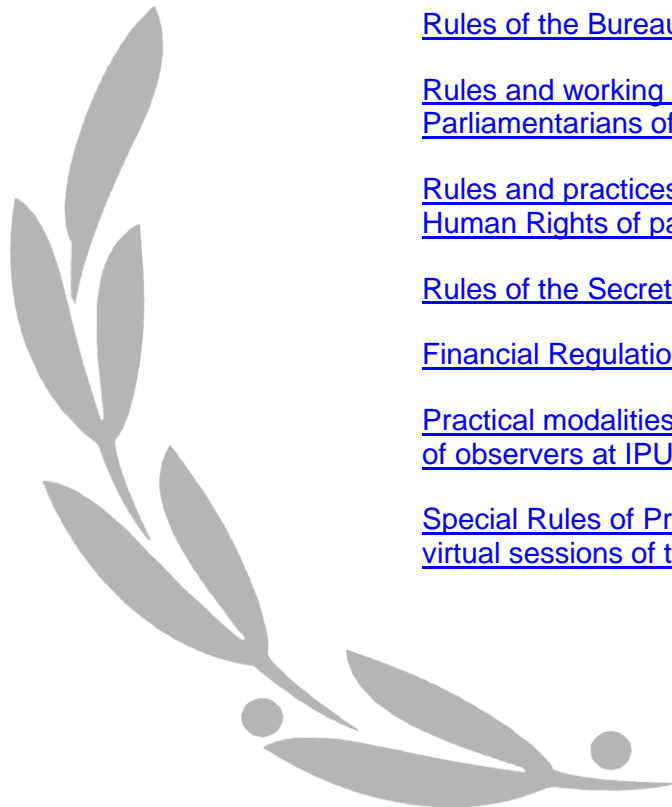 Rules of the Bureau
Rules and working
Parliamentarians of
Rules and practices
Human Rights of pa
Rules of the Secret
Financial Regulatio
Practical modalities
of observers at IPU
Special Rules of Pr
virtual sessions of t